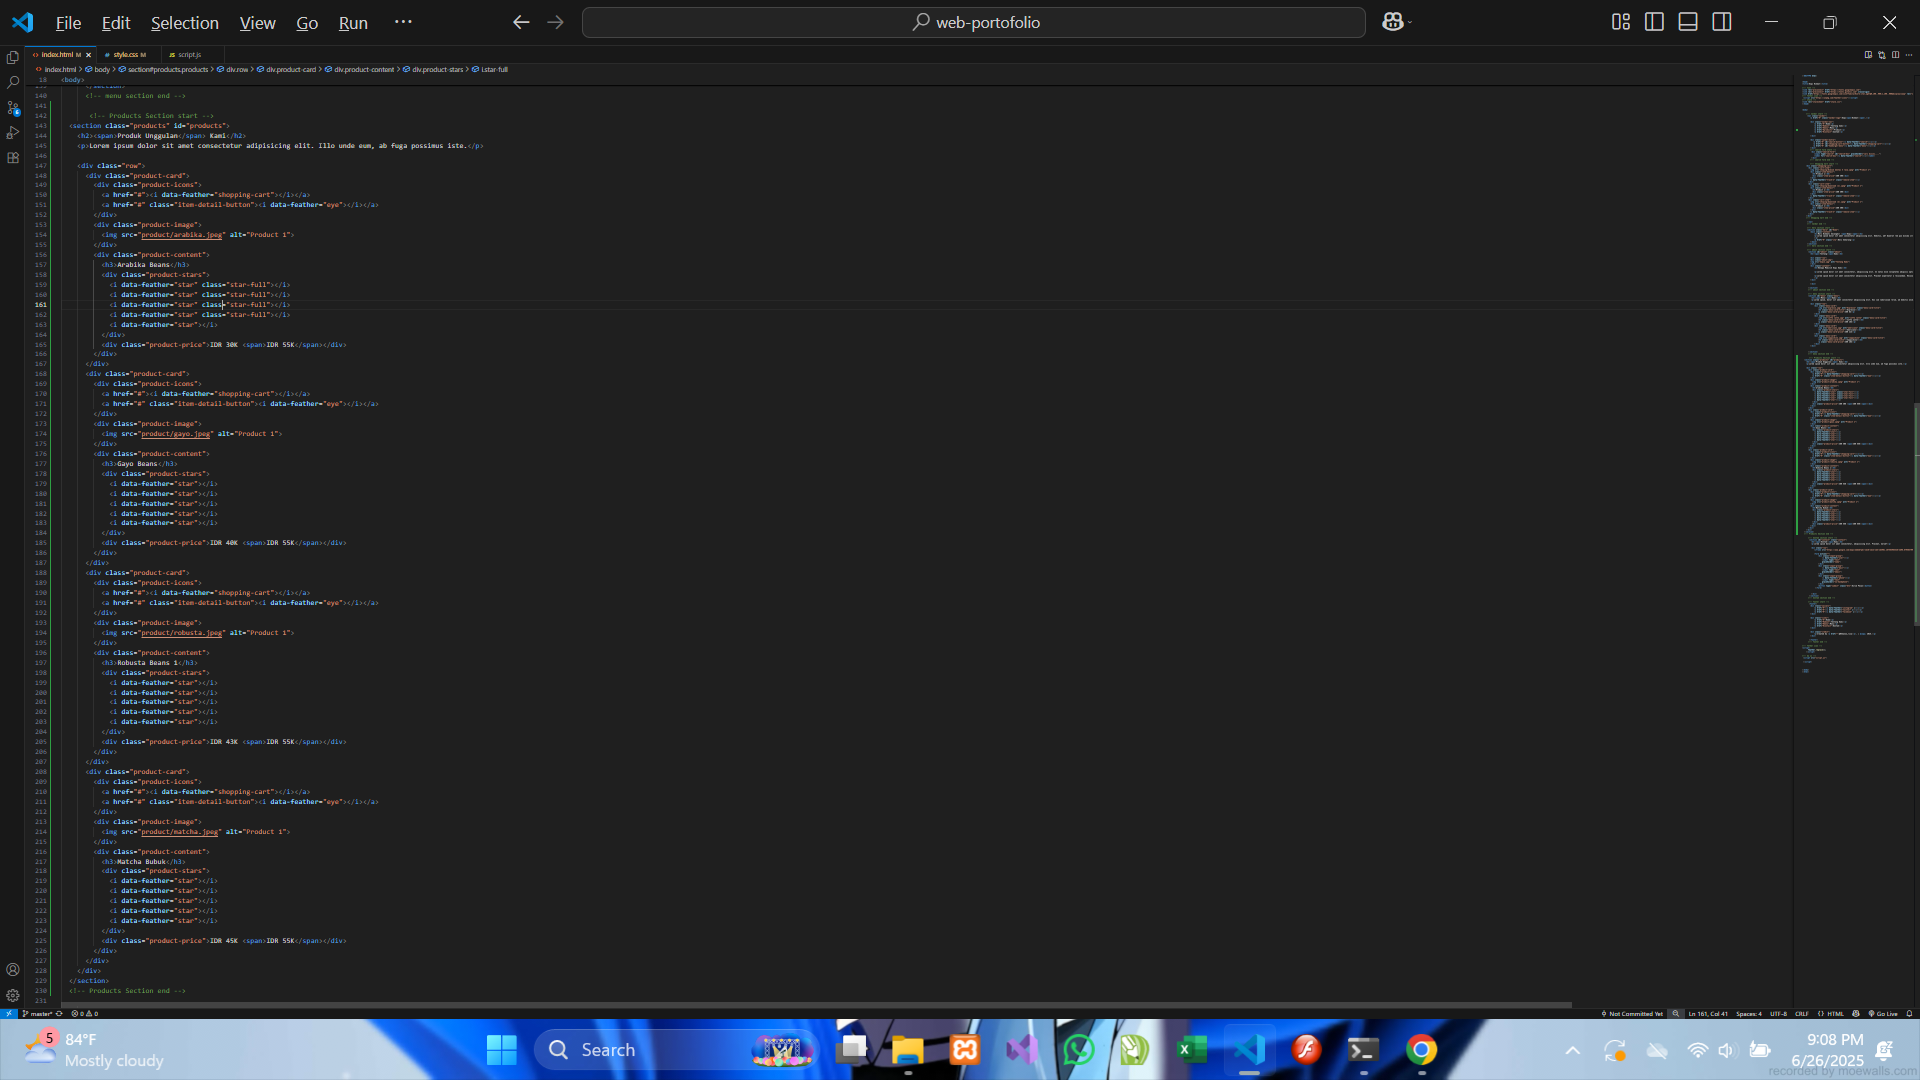 File Edit Selection View Go Run ··· web-portofolio
index.html M style.css M JS script.js
index.html > body > section#products.products > div.row > div.product-card > div.product-content > div.product-stars > i.star-full
18 <body>
140 <!-- menu section end -->
141
142 <!-- Products Section start -->
143 <section class="products" id="products">
144 <h2><span>Produk Unggulan</span> Kami</h2>
145 <p>Lorem ipsum dolor sit amet consectetur adipisicing elit. Illo unde eum, ab fuga possimus iste.</p>
146
147 <div class="row">
148 <div class="product-card">
149 <div class="product-icons">
150 <a href="#"><i data-feather="shopping-cart"></i></a>
151 <a href="#" class="item-detail-button"><i data-feather="eye"></i></a>
152 </div>
153 <div class="product-image">
154 <img src="product/arabika.jpeg" alt="Product 1">
155 </div>
156 <div class="product-content">
157 <h3>Arabika Beans</h3>
158 <div class="product-stars">
159 <i data-feather="star" class="star-full"></i>
160 <i data-feather="star" class="star-full"></i>
161 <i data-feather="star" class="star-full"></i>
162 <i data-feather="star" class="star-full"></i>
163 <i data-feather="star"></i>
164 </div>
165 <div class="product-price">IDR 30K <span>IDR 55K</span></div>
166 </div>
167 </div>
168 <div class="product-card">
169 <div class="product-icons">
170 <a href="#"><i data-feather="shopping-cart"></i></a>
171 <a href="#" class="item-detail-button"><i data-feather="eye"></i></a>
172 </div>
173 <div class="product-image">
174 <img src="product/gayo.jpeg" alt="Product 1">
175 </div>
176 <div class="product-content">
177 <h3>Gayo Beans</h3>
178 <div class="product-stars">
179 <i data-feather="star"></i>
180 <i data-feather="star"></i>
181 <i data-feather="star"></i>
182 <i data-feather="star"></i>
183 <i data-feather="star"></i>
184 </div>
185 <div class="product-price">IDR 40K <span>IDR 55K</span></div>
186 </div>
187 </div>
188 <div class="product-card">
189 <div class="product-icons">
190 <a href="#"><i data-feather="shopping-cart"></i></a>
191 <a href="#" class="item-detail-button"><i data-feather="eye"></i></a>
192 </div>
193 <div class="product-image">
194 <img src="product/robusta.jpeg" alt="Product 1">
195 </div>
196 <div class="product-content">
197 <h3>Robusta Beans 1</h3>
198 <div class="product-stars">
199 <i data-feather="star"></i>
200 <i data-feather="star"></i>
201 <i data-feather="star"></i>
202 <i data-feather="star"></i>
203 <i data-feather="star"></i>
204 </div>
205 <div class="product-price">IDR 43K <span>IDR 55K</span></div>
206 </div>
207 </div>
208 <div class="product-card">
209 <div class="product-icons">
210 <a href="#"><i data-feather="shopping-cart"></i></a>
211 <a href="#" class="item-detail-button"><i data-feather="eye"></i></a>
212 </div>
213 <div class="product-image">
214 <img src="product/matcha.jpeg" alt="Product 1">
215 </div>
216 <div class="product-content">
217 <h3>Matcha Bubuk</h3>
218 <div class="product-stars">
219 <i data-feather="star"></i>
220 <i data-feather="star"></i>
221 <i data-feather="star"></i>
222 <i data-feather="star"></i>
223 <i data-feather="star"></i>
224 </div>
225 <div class="product-price">IDR 45K <span>IDR 55K</span></div>
226 </div>
227 </div>
228 </div>
229 </section>
230 <!-- Products Section end -->
231
master* 0 0 Not Committed Yet Ln 161, Col 41 Spaces: 4 UTF-8 CRLF {} HTML Go Live
5 84°F
Mostly cloudy
Search
9:08 PM
6/26/2025
recorded by moewalls.com